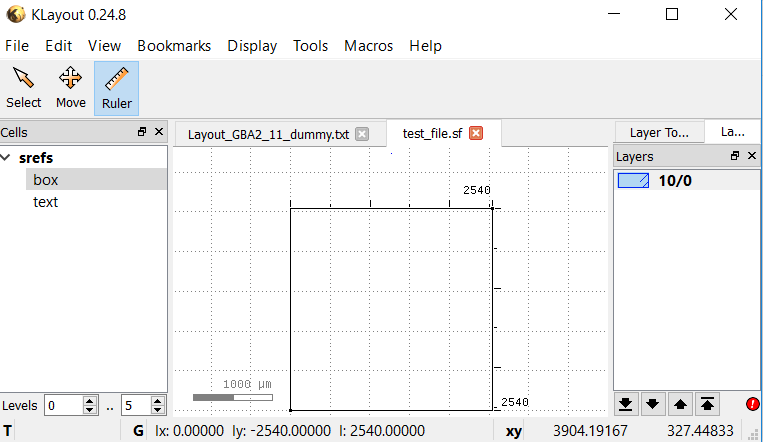 KLayout 0.24.8
File Edit View Bookmarks Display Tools Macros Help
Select Move Ruler
Cells
srefs
box
text
Layout_GBA2_11_dummy.txt test_file.sf
2540
2540
1000 µm
Layer To... La...
Layers
10/0
Levels 0 .. 5
T G lx: 0.00000 ly: -2540.00000 l: 2540.00000 xy 3904.19167 327.44833